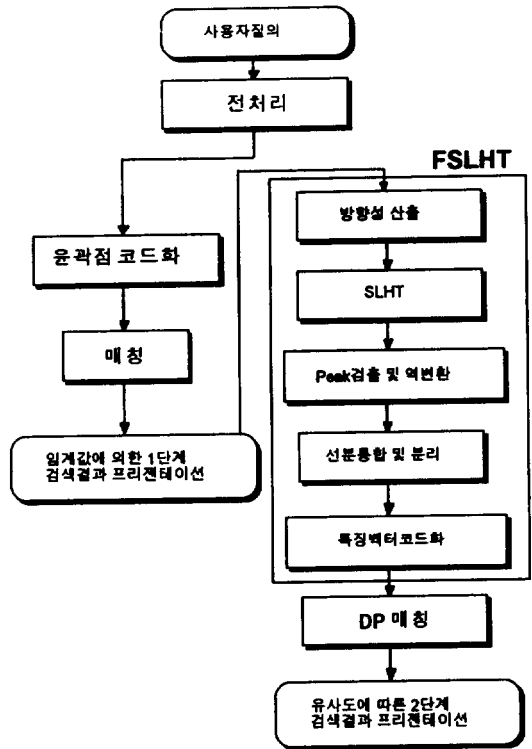 사용자질의
전처리
윤곽점 코드화
매칭
임계값에 의한 1단계
검색결과 프리젠테이션
FSLHT
방향성 산출
SLHT
Peak검출 및 역변환
선분통합 및 분리
특징벡터코드화
DP 매칭
유사도에 따른 2단계
검색결과 프리젠테이션